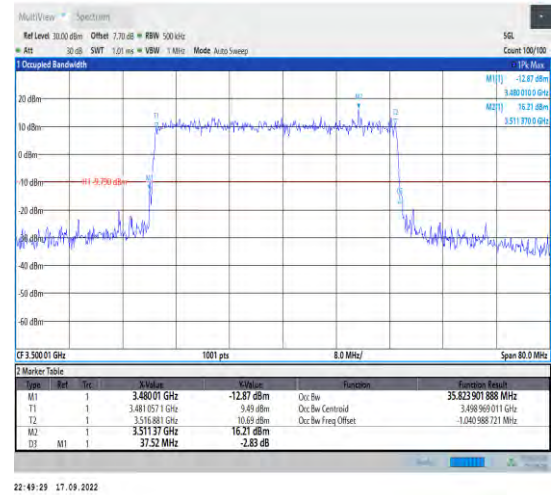 MultiView Spectrum
Ref Level 30.00 dBm Offset 7.70 dB RBW 500 kHz SGL
Att 30 dB SWT 1.01 ms VBW 1 MHz Mode Auto Sweep Count 100/100
1 Occupied Bandwidth 1Pk Max
M1[1] -12.87 dBm
3.480 010 0 GHz
M2[1] 16.21 dBm
3.511 370 0 GHz
20 dBm
M2
T1 T2
10 dBm
0 dBm
-10 dBm H1 -9.790 dBm
-20 dBm
-30 dBm
-40 dBm
-50 dBm
-60 dBm
CF 3.500 01 GHz 1001 pts 8.0 MHz/ Span 80.0 MHz
2 Marker Table
Type Ref Trc X-Value Y-Value Function Function Result
M1 1 3.48001 GHz -12.87 dBm Occ Bw 35.823 901 888 MHz
T1 1 3.481 057 1 GHz 9.49 dBm Occ Bw Centroid 3.498 969 011 GHz
T2 1 3.516 881 GHz 10.69 dBm Occ Bw Freq Offset -1.040 988 721 MHz
M2 1 3.51137 GHz 16.21 dBm
D3 M1 1 37.52 MHz -2.83 dB
22:49:29 17.09.2022